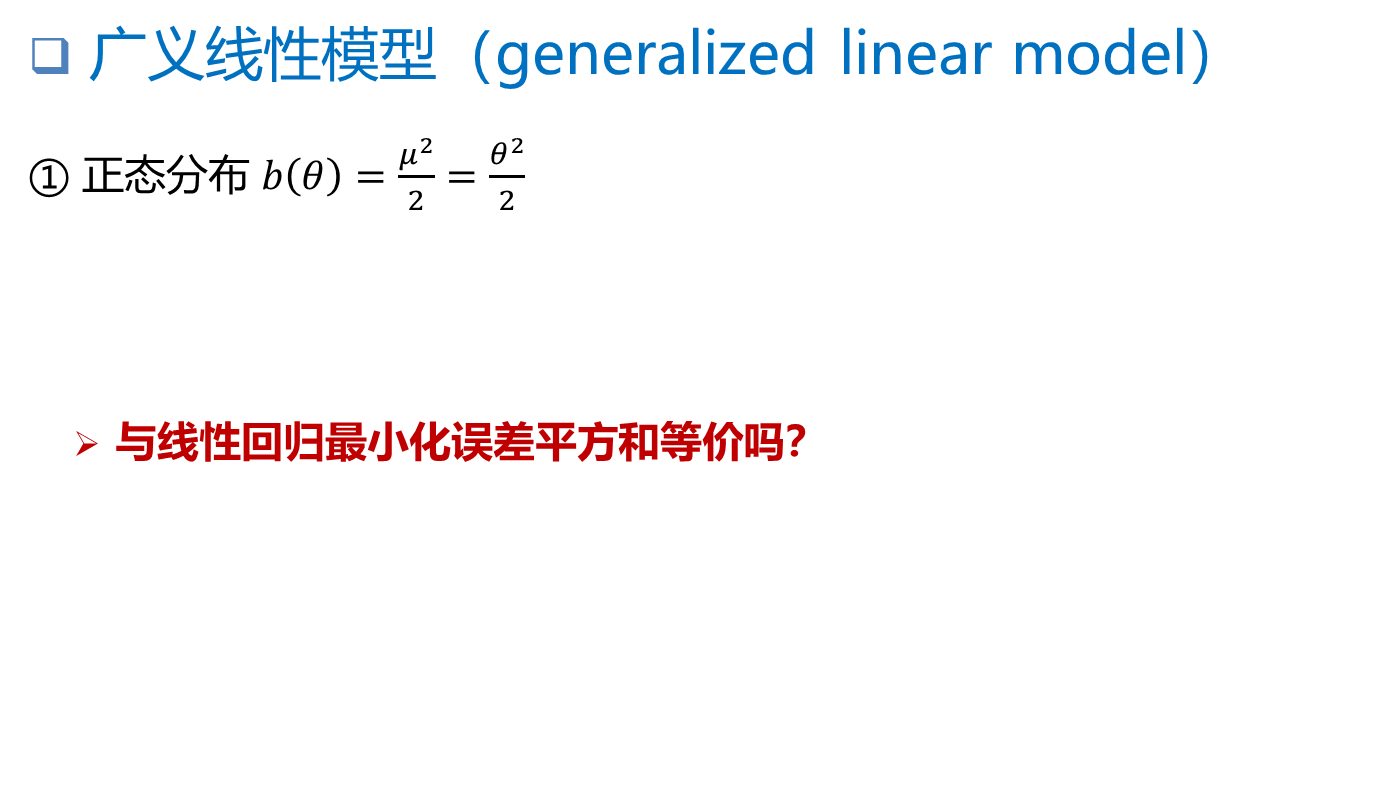 ❑ 广义线性模型（generalized linear model）
① 正态分布 𝑏(𝜃) = 𝜇²/2 = 𝜃²/2
➢ 与线性回归最小化误差平方和等价吗?